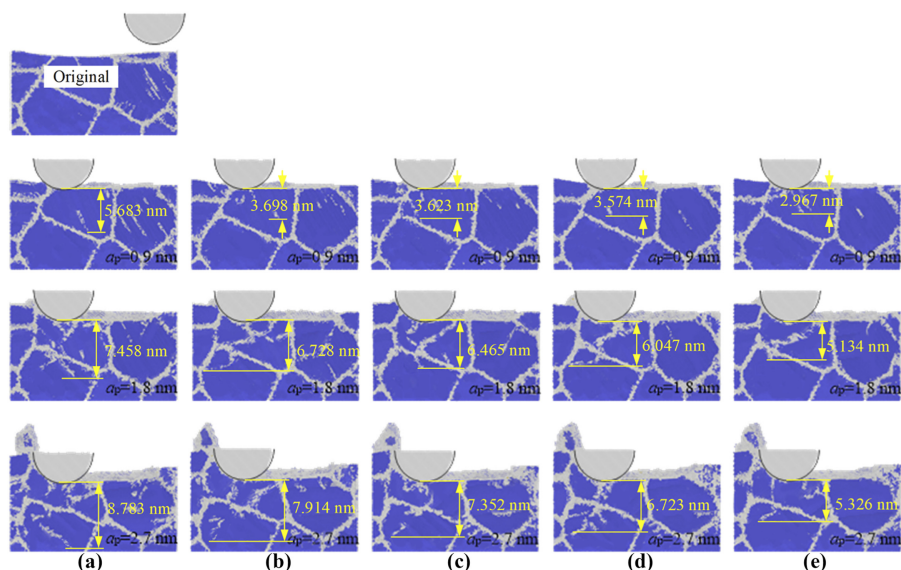 Original
5.683 nm
aₚ=0.9 nm
3.698 nm
aₚ=0.9 nm
3.623 nm
aₚ=0.9 nm
3.574 nm
aₚ=0.9 nm
2.967 nm
aₚ=0.9 nm
7.458 nm
aₚ=1.8 nm
6.728 nm
aₚ=1.8 nm
6.465 nm
aₚ=1.8 nm
6.047 nm
aₚ=1.8 nm
5.134 nm
aₚ=1.8 nm
8.783 nm
aₚ=2.7 nm
7.914 nm
aₚ=2.7 nm
7.352 nm
aₚ=2.7 nm
6.723 nm
aₚ=2.7 nm
5.326 nm
aₚ=2.7 nm
(a) (b) (c) (d) (e)